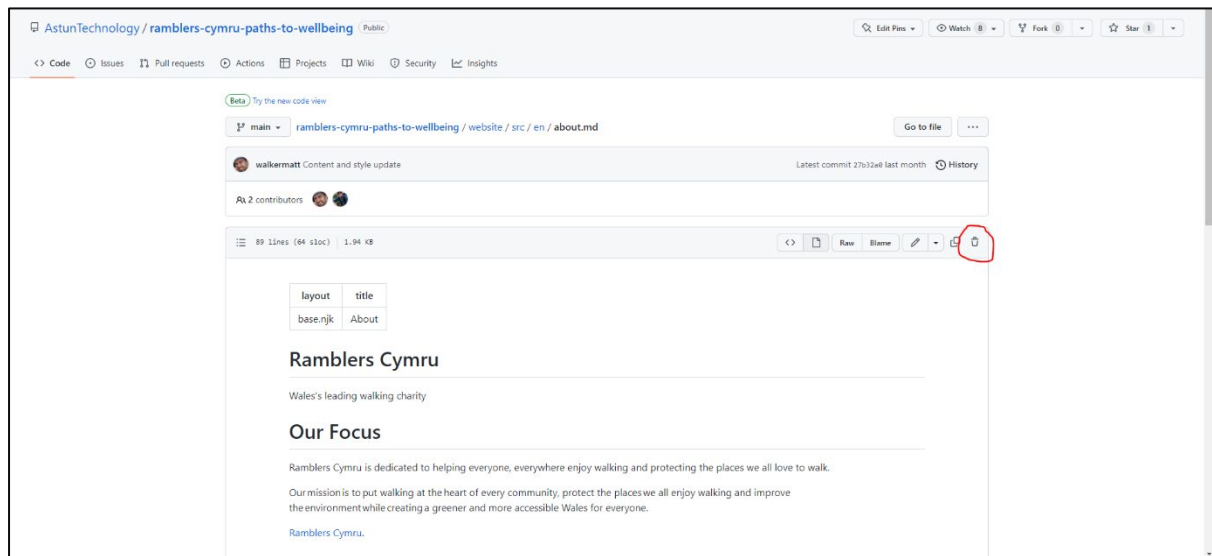 AstunTechnology / ramblers-cymru-paths-to-wellbeing Public
Edit Pins Watch 8 Fork 0 Star 1
<> Code Issues Pull requests Actions Projects Wiki Security Insights
Beta Try the new code view
main ramblers-cymru-paths-to-wellbeing / website / src / en / about.md Go to file ...
walkermatt Content and style update Latest commit 27b32e0 last month History
2 contributors
89 lines (64 sloc) 1.94 KB <> Raw Blame
layout title
base.njk About
Ramblers Cymru
Wales's leading walking charity
Our Focus
Ramblers Cymru is dedicated to helping everyone, everywhere enjoy walking and protecting the places we all love to walk.
Our mission is to put walking at the heart of every community, protect the places we all enjoy walking and improve
the environment while creating a greener and more accessible Wales for everyone.
Ramblers Cymru.